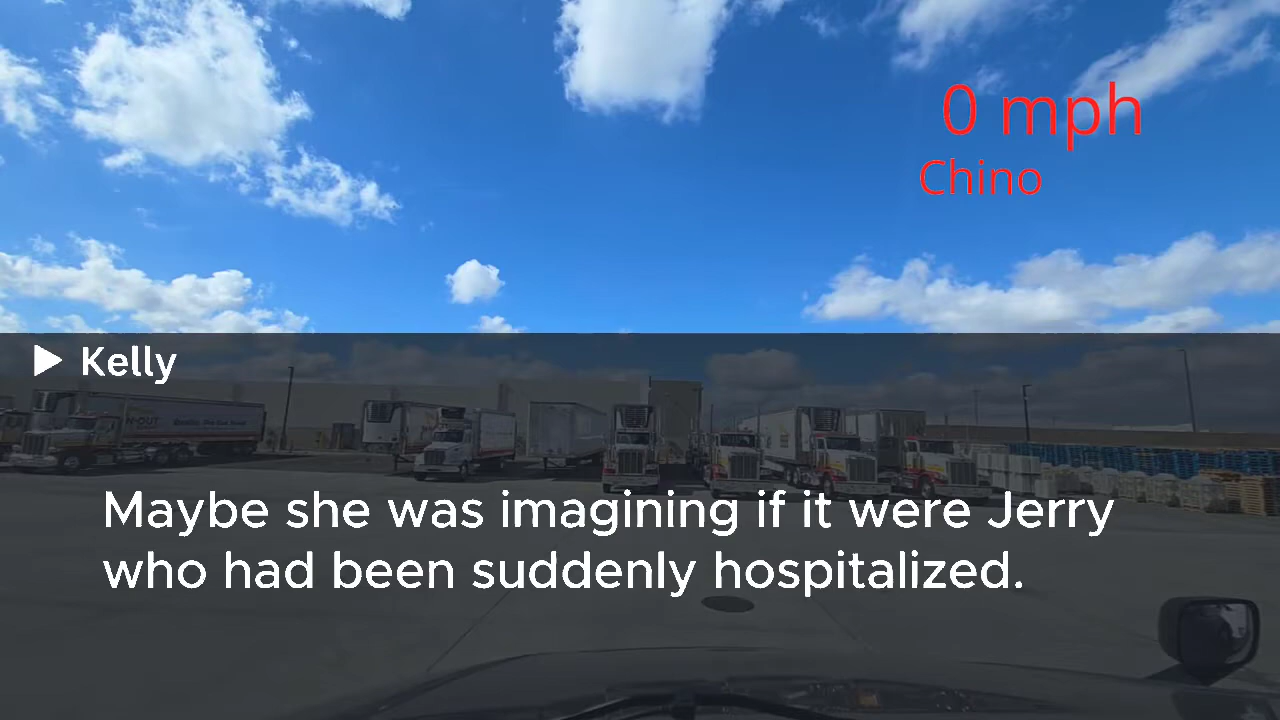 0 mph
Chino
Kelly
Maybe she was imagining if it were Jerry
who had been suddenly hospitalized.